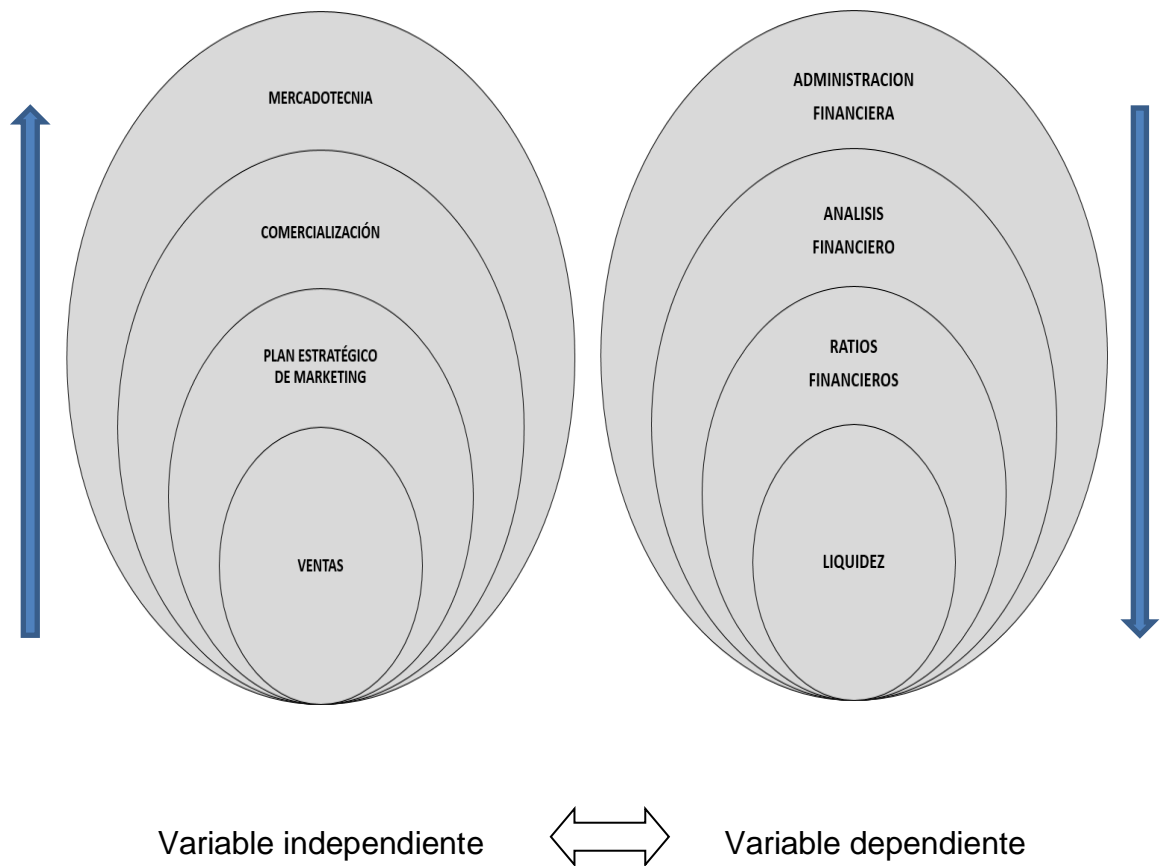 MERCADOTECNIA
COMERCIALIZACIÓN
PLAN ESTRATÉGICO
DE MARKETING
VENTAS
ADMINISTRACION
FINANCIERA
ANALISIS
FINANCIERO
RATIOS
FINANCIEROS
LIQUIDEZ
Variable independiente
Variable dependiente